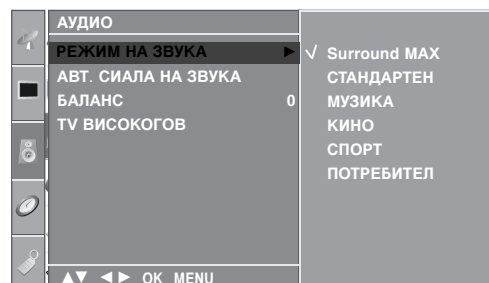 АУДИО
РЕЖИМ НА ЗВУКА ►
АВТ. СИАЛА НА ЗВУКА
БАЛАНС 0
TV ВИСОКОГОВ
√ Surround MAX
СТАНДАРТЕН
МУЗИКА
КИНО
СПОРТ
ПОТРЕБИТЕЛ
▲▼ ◄► OK MENU